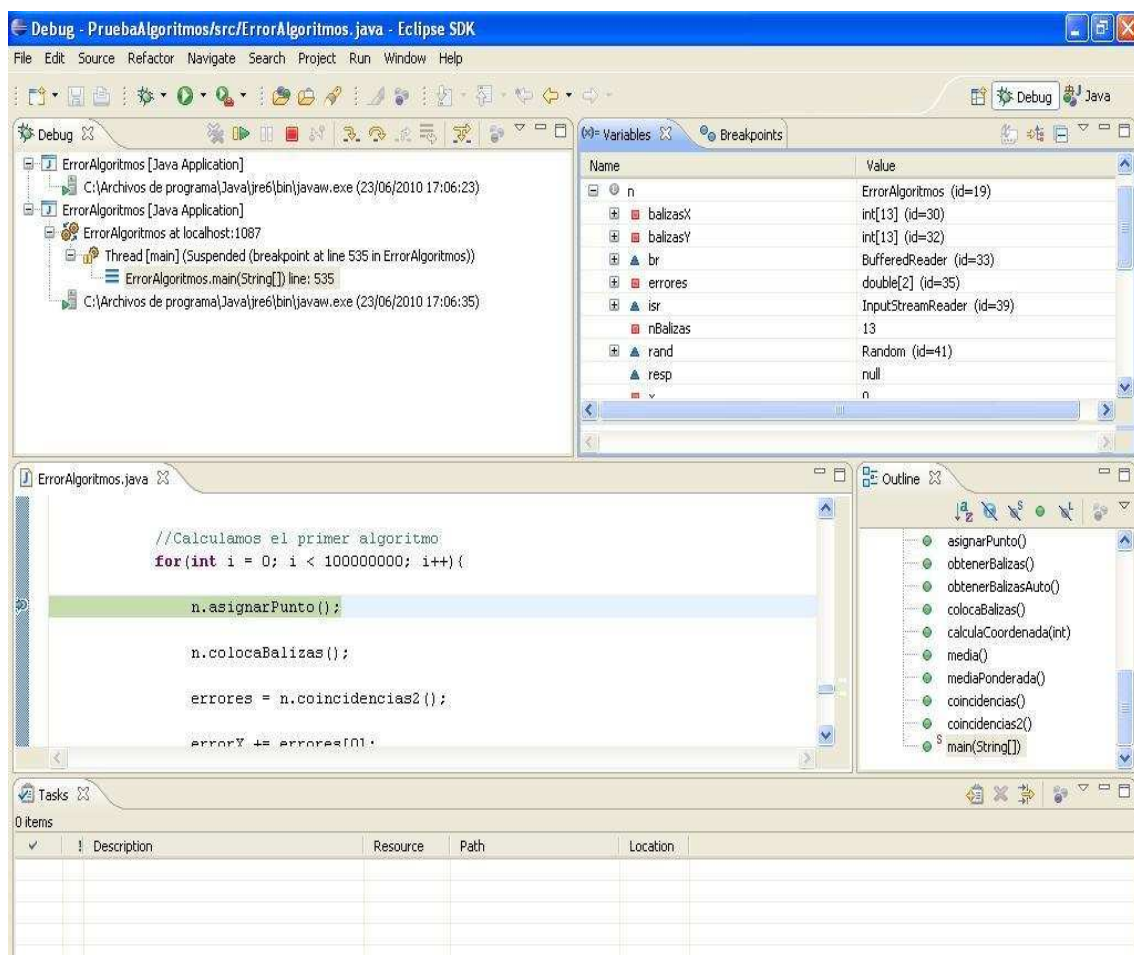 Debug - PruebaAlgoritmos/src/ErrorAlgoritmos.java - Eclipse SDK
File Edit Source Refactor Navigate Search Project Run Window Help
Debug Java
Debug
ErrorAlgoritmos [Java Application]
C:\Archivos de programa\Java\jre6\bin\javaw.exe (23/06/2010 17:06:23)
ErrorAlgoritmos [Java Application]
ErrorAlgoritmos at localhost:1087
Thread [main] (Suspended (breakpoint at line 535 in ErrorAlgoritmos))
ErrorAlgoritmos.main(String[]) line: 535
C:\Archivos de programa\Java\jre6\bin\javaw.exe (23/06/2010 17:06:35)
(x)= Variables Breakpoints
Name Value
n ErrorAlgoritmos (id=19)
balizasX int[13] (id=30)
balizasY int[13] (id=32)
br BufferedReader (id=33)
errores double[2] (id=35)
isr InputStreamReader (id=39)
nBalizas 13
rand Random (id=41)
resp null
x 0
ErrorAlgoritmos.java
//Calculamos el primer algoritmo
for(int i = 0; i < 100000000; i++){
n.asignarPunto();
n.colocaBalizas();
errores = n.coincidencias2();
errorX += errores[0];
Outline
asignarPunto()
obtenerBalizas()
obtenerBalizasAuto()
colocaBalizas()
calculaCoordenada(int)
media()
mediaPonderada()
coincidencias()
coincidencias2()
main(String[])
Tasks
0 items
! Description Resource Path Location